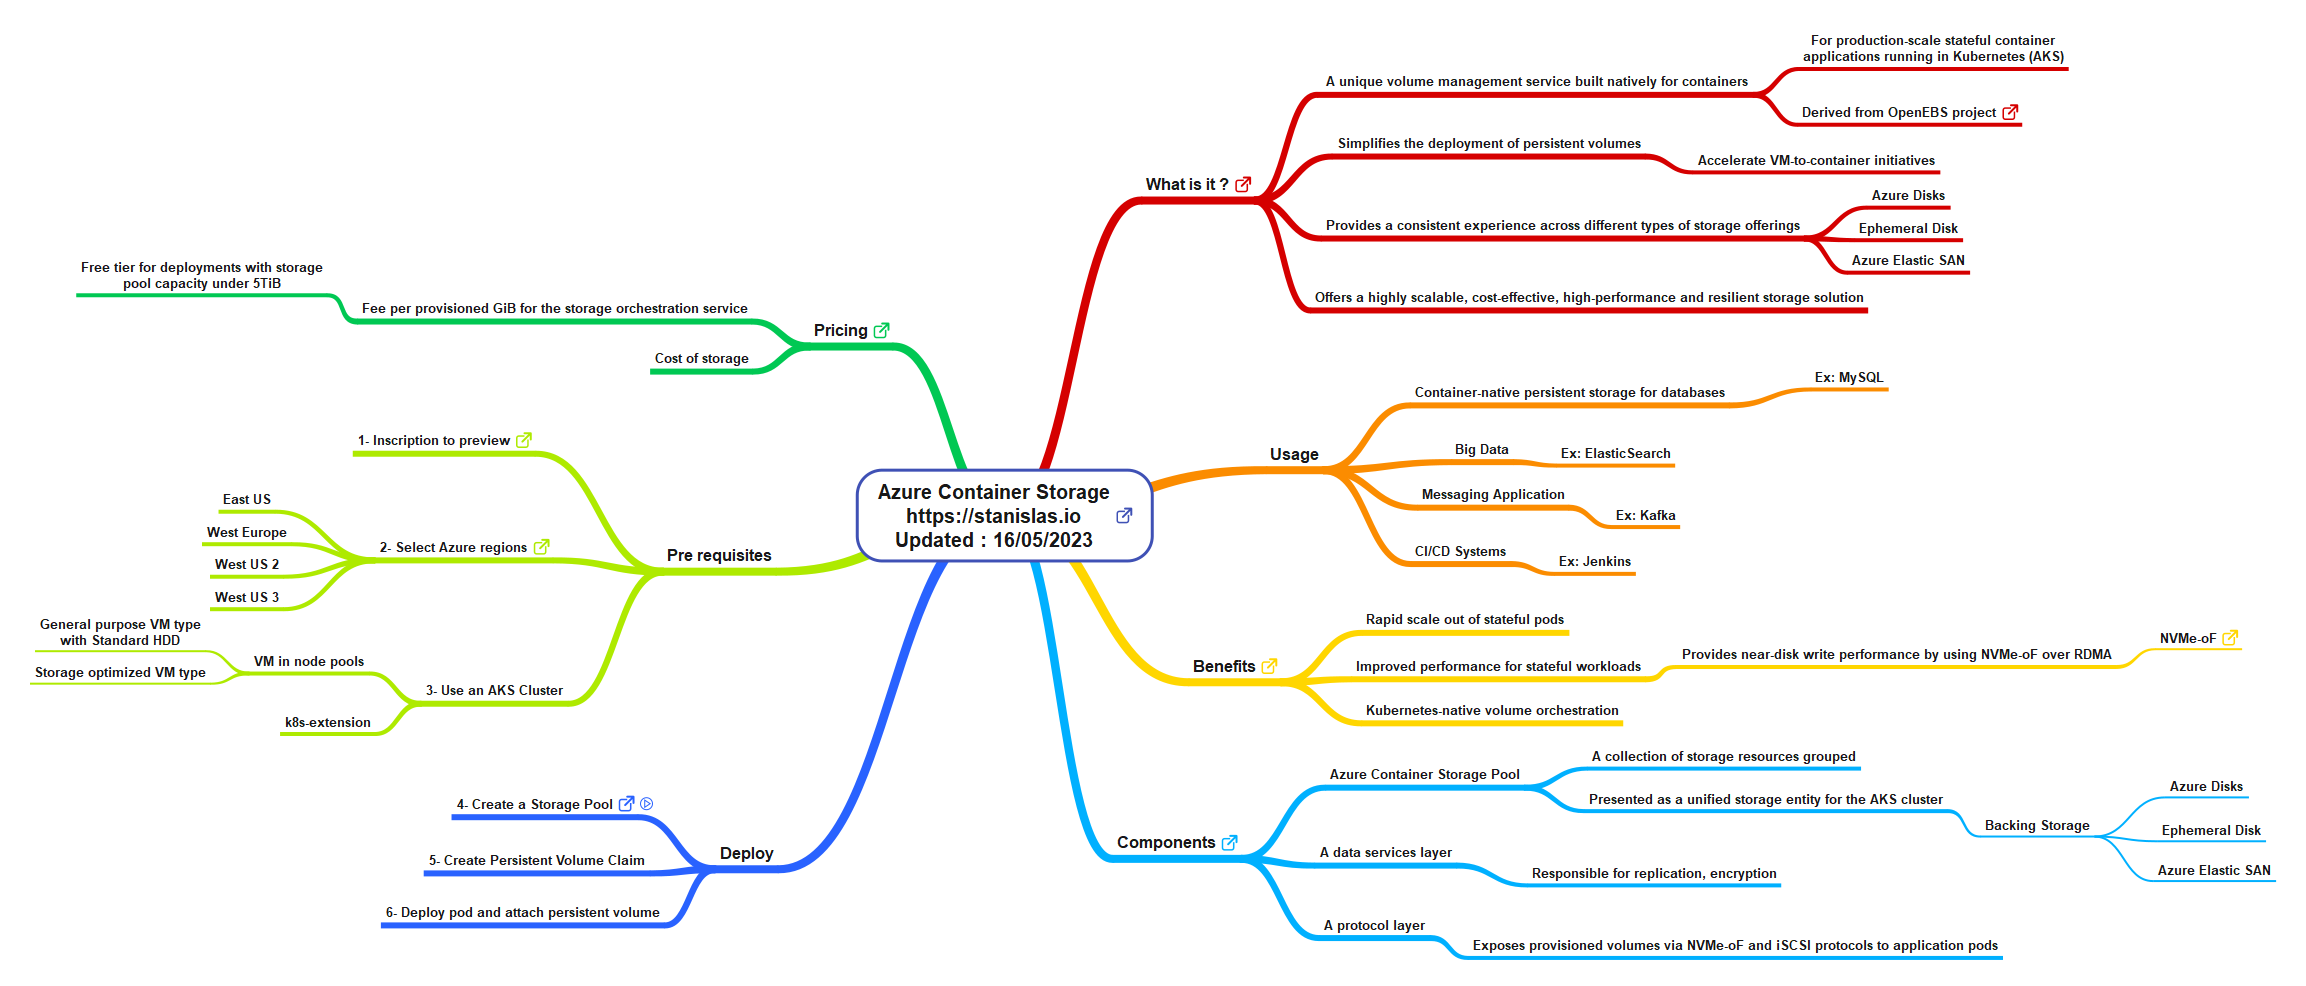 Azure Container Storage
https://stanislas.io
Updated : 16/05/2023
What is it ?
A unique volume management service built natively for containers
For production-scale stateful container
applications running in Kubernetes (AKS)
Derived from OpenEBS project
Simplifies the deployment of persistent volumes
Accelerate VM-to-container initiatives
Provides a consistent experience across different types of storage offerings
Azure Disks
Ephemeral Disk
Azure Elastic SAN
Offers a highly scalable, cost-effective, high-performance and resilient storage solution
Usage
Container-native persistent storage for databases
Ex: MySQL
Big Data
Ex: ElasticSearch
Messaging Application
Ex: Kafka
CI/CD Systems
Ex: Jenkins
Benefits
Rapid scale out of stateful pods
Improved performance for stateful workloads
Provides near-disk write performance by using NVMe-oF over RDMA
NVMe-oF
Kubernetes-native volume orchestration
Components
Azure Container Storage Pool
A collection of storage resources grouped
Presented as a unified storage entity for the AKS cluster
Backing Storage
Azure Disks
Ephemeral Disk
Azure Elastic SAN
A data services layer
Responsible for replication, encryption
A protocol layer
Exposes provisioned volumes via NVMe-oF and iSCSI protocols to application pods
Pricing
Fee per provisioned GiB for the storage orchestration service
Free tier for deployments with storage
pool capacity under 5TiB
Cost of storage
Pre requisites
1- Inscription to preview
2- Select Azure regions
East US
West Europe
West US 2
West US 3
3- Use an AKS Cluster
VM in node pools
General purpose VM type
with Standard HDD
Storage optimized VM type
k8s-extension
Deploy
4- Create a Storage Pool
5- Create Persistent Volume Claim
6- Deploy pod and attach persistent volume